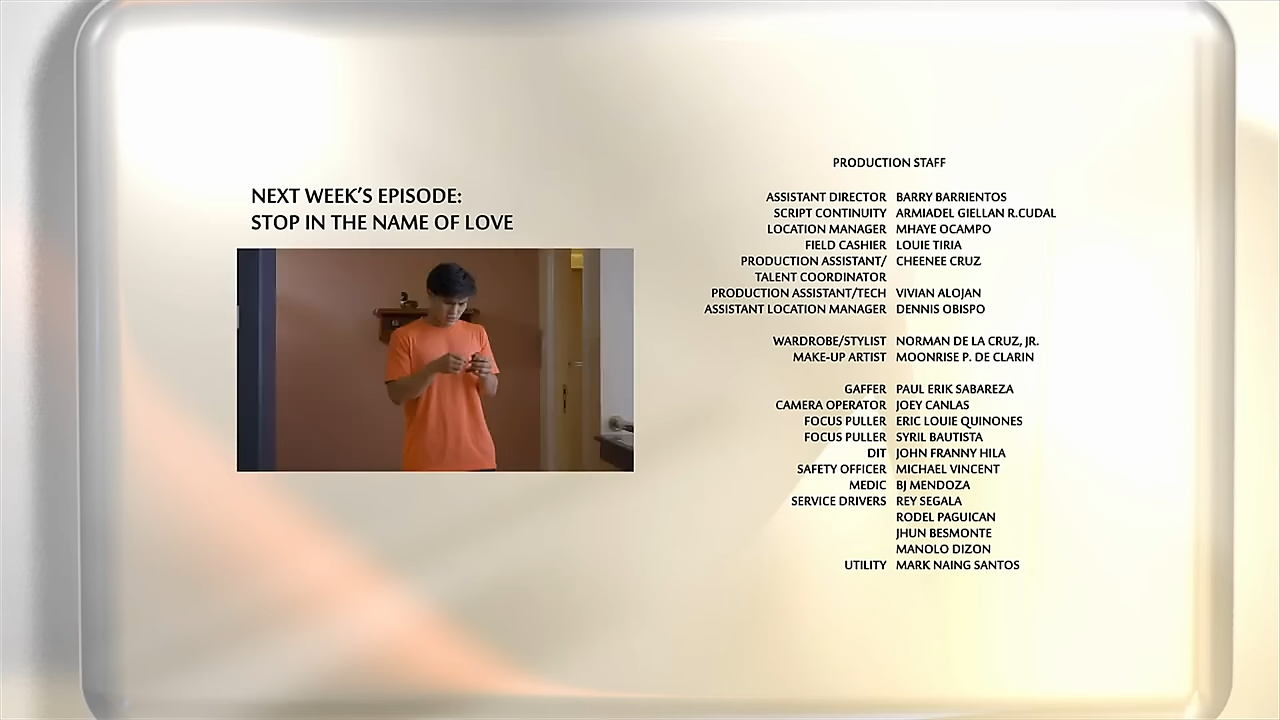 NEXT WEEK'S EPISODE:
STOP IN THE NAME OF LOVE
PRODUCTION STAFF
ASSISTANT DIRECTOR BARRY BARRIENTOS
SCRIPT CONTINUITY ARMIADEL GIELLAN R.CUDAL
LOCATION MANAGER MHAYE OCAMPO
FIELD CASHIER LOUIE TIRIA
PRODUCTION ASSISTANT/ CHEENEE CRUZ
TALENT COORDINATOR
PRODUCTION ASSISTANT/TECH VIVIAN ALOJAN
ASSISTANT LOCATION MANAGER DENNIS OBISPO
WARDROBE/STYLIST NORMAN DE LA CRUZ, JR.
MAKE-UP ARTIST MOONRISE P. DE CLARIN
GAFFER PAUL ERIK SABAREZA
CAMERA OPERATOR JOEY CANLAS
FOCUS PULLER ERIC LOUIE QUINONES
FOCUS PULLER SYRIL BAUTISTA
DIT JOHN FRANNY HILA
SAFETY OFFICER MICHAEL VINCENT
MEDIC BJ MENDOZA
SERVICE DRIVERS REY SEGALA
RODEL PAGUICAN
JHUN BESMONTE
MANOLO DIZON
UTILITY MARK NAING SANTOS